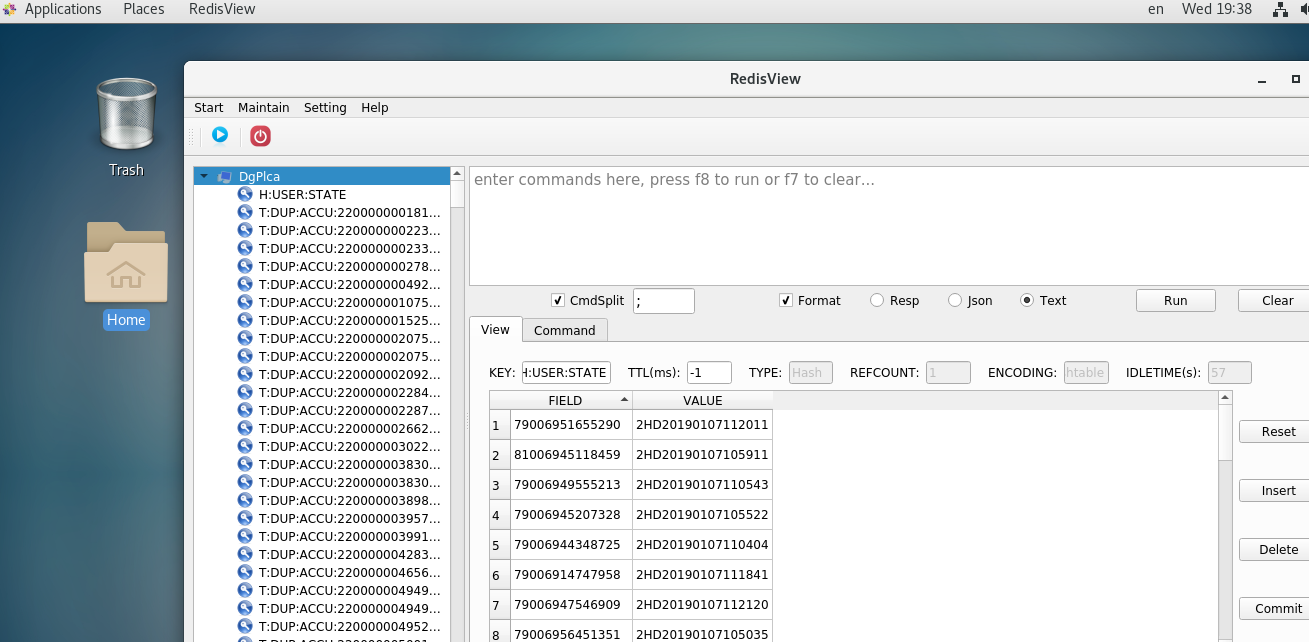 Applications Places RedisView en Wed 19:38
RedisView
Start Maintain Setting Help
Trash
Home
DgPlca
H:USER:STATE
T:DUP:ACCU:220000000181...
T:DUP:ACCU:220000000223...
T:DUP:ACCU:220000000233...
T:DUP:ACCU:220000000278...
T:DUP:ACCU:220000000492...
T:DUP:ACCU:220000001075...
T:DUP:ACCU:220000001525...
T:DUP:ACCU:220000002075...
T:DUP:ACCU:220000002075...
T:DUP:ACCU:220000002092...
T:DUP:ACCU:220000002284...
T:DUP:ACCU:220000002287...
T:DUP:ACCU:220000002662...
T:DUP:ACCU:220000003022...
T:DUP:ACCU:220000003830...
T:DUP:ACCU:220000003830...
T:DUP:ACCU:220000003898...
T:DUP:ACCU:220000003957...
T:DUP:ACCU:220000003991...
T:DUP:ACCU:220000004283...
T:DUP:ACCU:220000004656...
T:DUP:ACCU:220000004949...
T:DUP:ACCU:220000004949...
T:DUP:ACCU:220000004952...
enter commands here, press f8 to run or f7 to clear...
CmdSplit ; Format Resp Json Text Run Clear
View Command
KEY: H:USER:STATE TTL(ms): -1 TYPE: Hash REFCOUNT: 1 ENCODING: htable IDLETIME(s): 57
FIELD VALUE
1 79006951655290 2HD20190107112011
2 81006945118459 2HD20190107105911
3 79006949555213 2HD20190107110543
4 79006945207328 2HD20190107105522
5 79006944348725 2HD20190107110404
6 79006914747958 2HD20190107111841
7 79006947546909 2HD20190107112120
8 79006956451351 2HD20190107105035
Reset
Insert
Delete
Commit